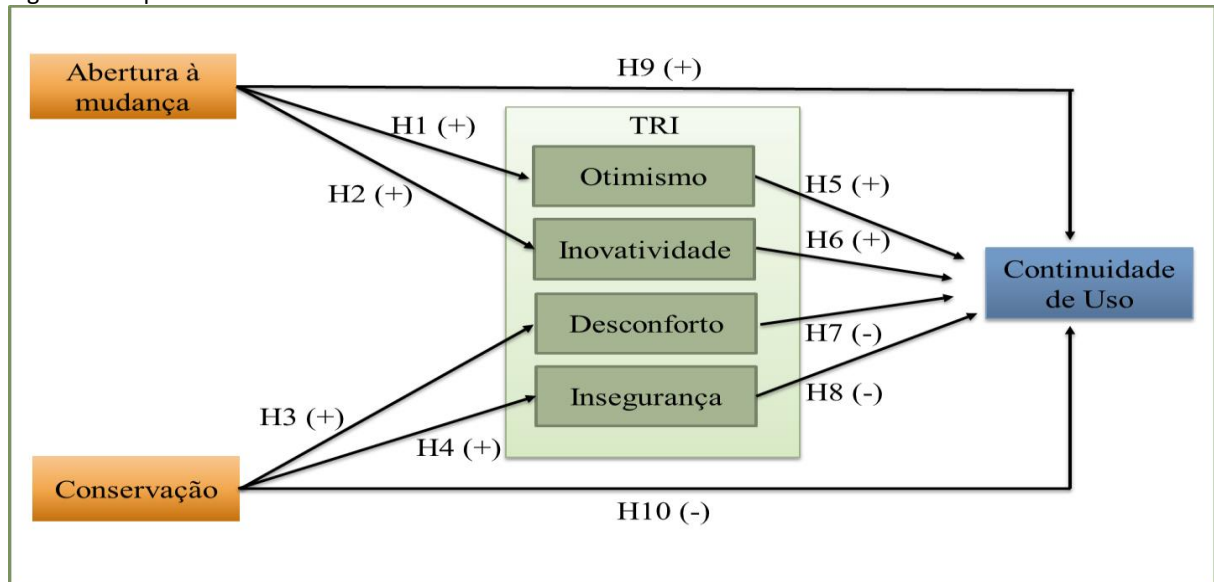 Abertura à
mudança
H9 (+)
H1 (+)
H2 (+)
TRI
Otimismo
Inovatividade
Desconforto
Insegurança
H5 (+)
H6 (+)
H7 (-)
H8 (-)
Continuidade
de Uso
H3 (+)
H4 (+)
Conservação
H10 (-)